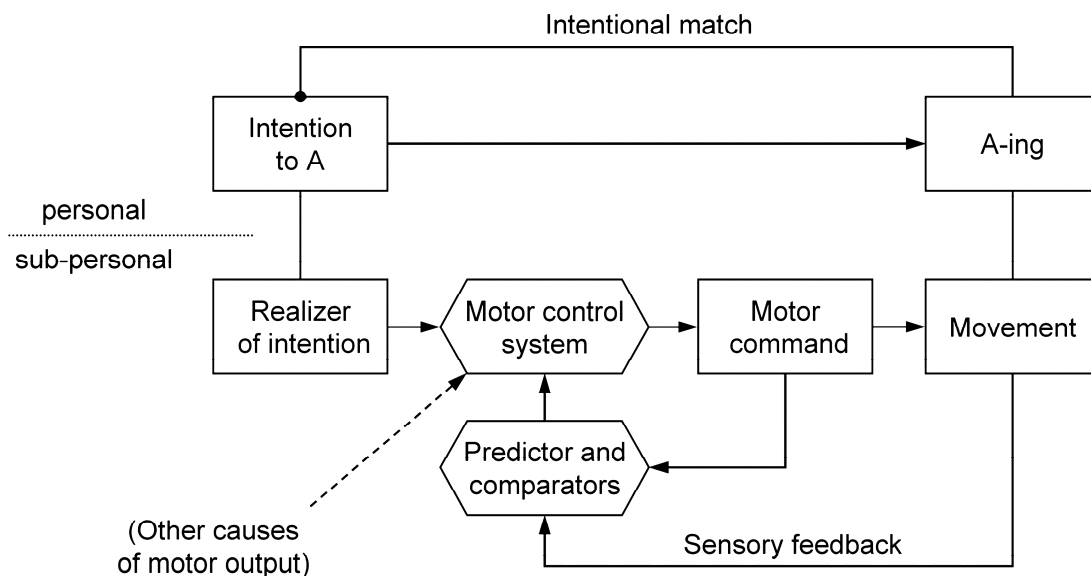 Intentional match
Intention
to A
A-ing
personal
sub-personal
Realizer
of intention
Motor control
system
Motor
command
Movement
Predictor and
comparators
(Other causes
of motor output)
Sensory feedback